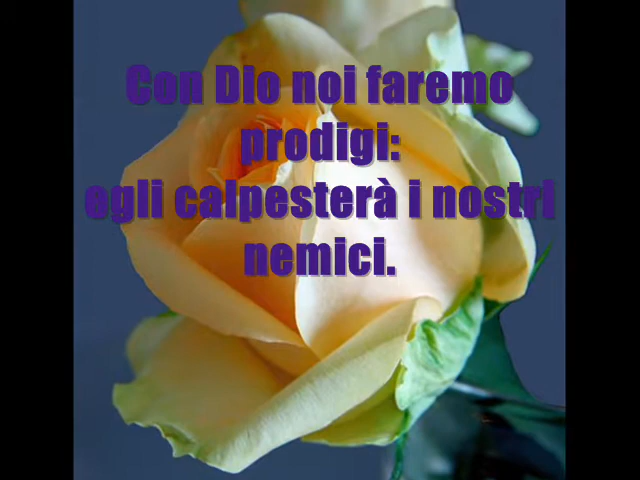 Con Dio noi faremo
prodigi:
egli calpesterà i nostri
nemici.